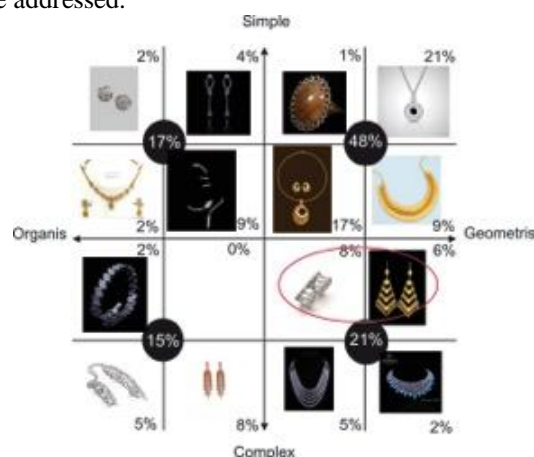 e addressed.
Simple
2% 4% 1% 21%
17% 48%
2% 9% 17% 9%
Organis Geometris
2% 0% 8% 6%
15% 21%
5% 8% 5% 2%
Complex